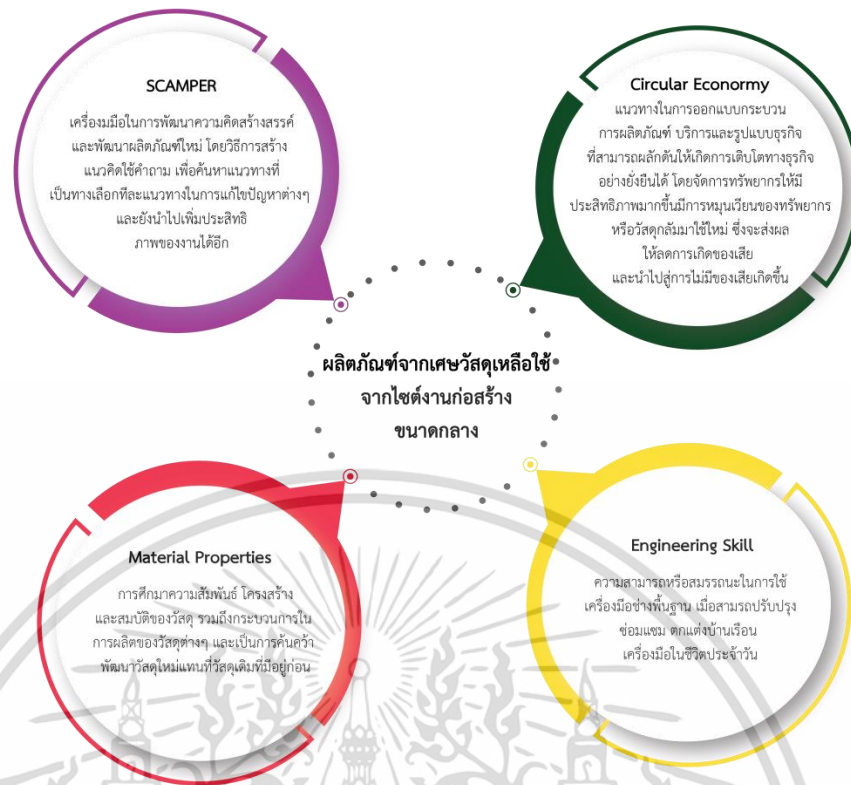 SCAMPER
เครื่องมมือในการพัฒนาความคิดสร้างสรรค์
และพัฒนาผลิตภัณฑ์ใหม่ โดยวิธีการสร้าง
แนวคิดใช้คำถาม เพื่อค้นหาแนวทางที่
เป็นทางเลือกทีละแนวทางในการแก้ไขปัญหาต่างๆ
และยังนำไปเพิ่มประสิทธิ
ภาพของงานได้อีก
Circular Econormy
แนวทางในการออกแบบกระบวน
การผลิตภัณฑ์ บริการและรูปแบบธุรกิจ
ที่สามารถผลักดันให้เกิดการเติบโตทางธุรกิจ
อย่างยั่งยืนได้ โดยจัดการทรัพยากรให้มี
ประสิทธิภาพมากขึ้นมีการหมุนเวียนของทรัพยากร
หรือวัสดุกลับมาใช้ใหม่ ซึ่งจะส่งผล
ให้ลดการเกิดของเสีย
และนำไปสู่การไม่มีของเสียเกิดขึ้น
ผลิตภัณฑ์จากเศษวัสดุเหลือใช้
จากไซต์งานก่อสร้าง
ขนาดกลาง
Material Properties
การศึกมาความสัมพันธ์ โครงสร้าง
และสมบัติของวัสดุ รวมถึงกระบวนการใน
การผลิตของวัสดุต่างๆ และเป็นการค้นคว้า
พัฒนาวัสดุใหม่แทนที่วัสดุเดิมที่มีอยู่ก่อน
Engineering Skill
ความสามารถหรือสมรรถนะในการใช้
เครื่องมือช่างพื้นฐาน เมื่อสามรถปรับปรุง
ซ่อมแซม ตกแต่งบ้านเรือน
เครื่องมือในชีวิตประจำวัน